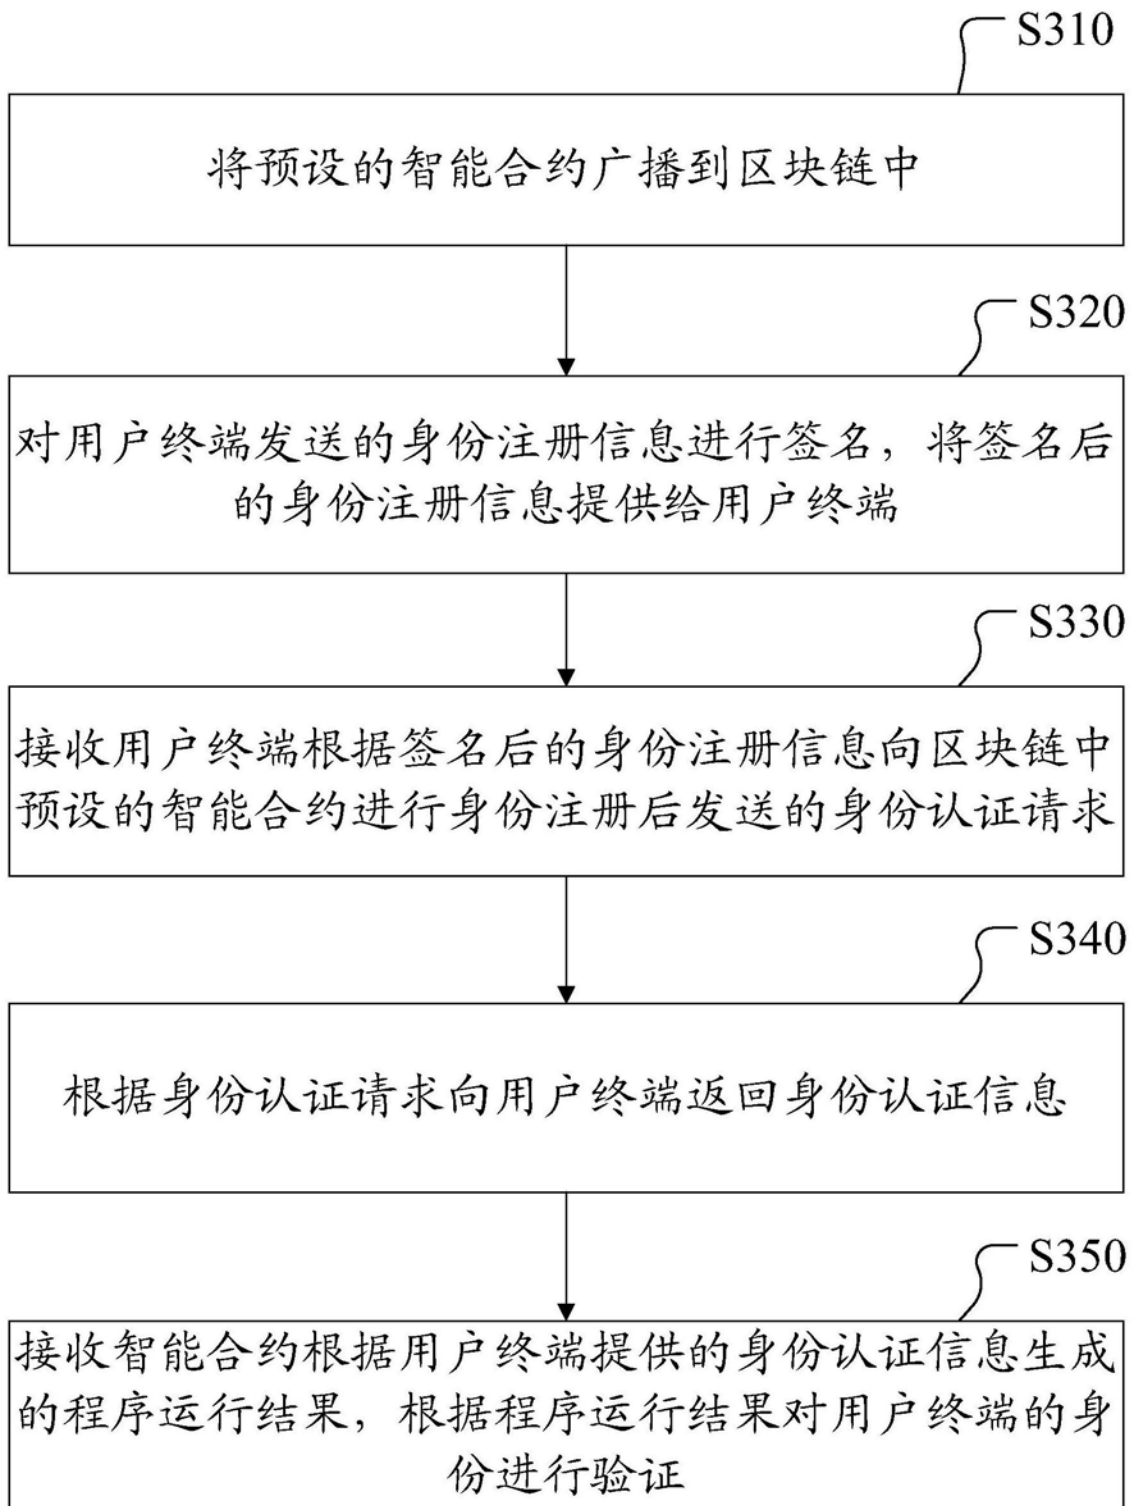 S310
将预设的智能合约广播到区块链中
S320
对用户终端发送的身份注册信息进行签名，将签名后
的身份注册信息提供给用户终端
S330
接收用户终端根据签名后的身份注册信息向区块链中
预设的智能合约进行身份注册后发送的身份认证请求
S340
根据身份认证请求向用户终端返回身份认证信息
S350
接收智能合约根据用户终端提供的身份认证信息生成
的程序运行结果，根据程序运行结果对用户终端的身
份进行验证